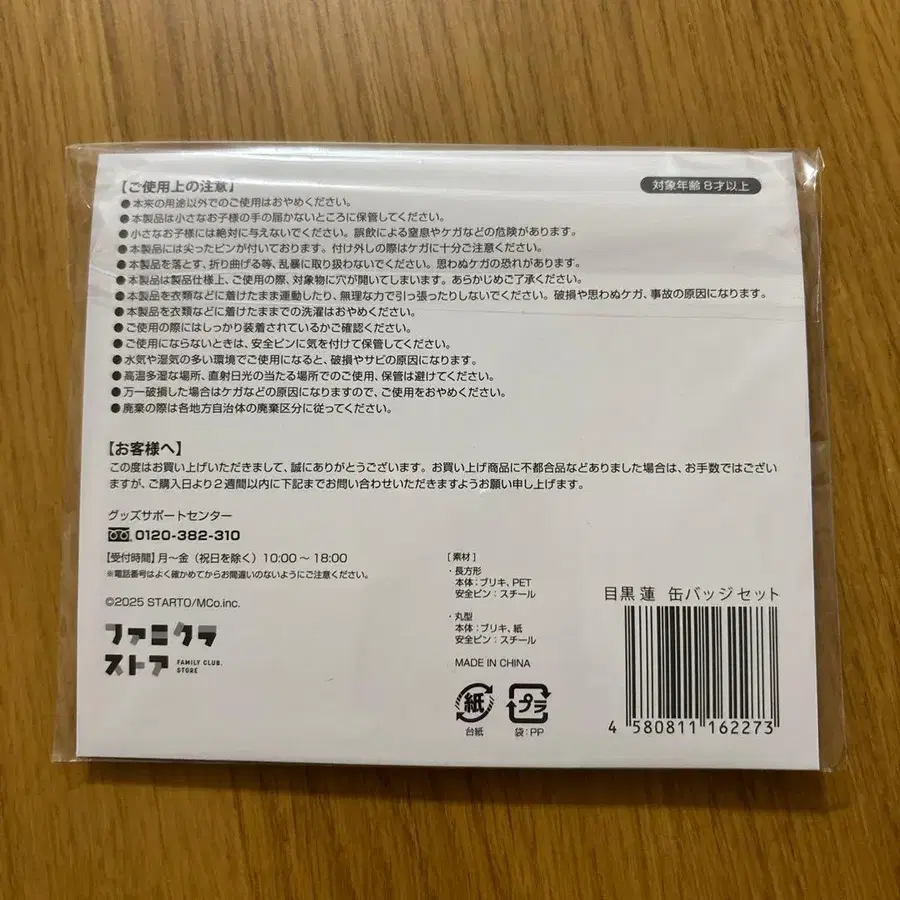 【ご使用上の注意】
対象年齢8才以上
●本来の用途以外でのご使用はおやめください。
●本製品は小さなお子様の手の届かないところに保管してください。
●小さなお子様には絶対に与えないでください。誤飲による窒息やケガなどの危険があります。
●本製品には尖ったピンが付いております。付け外しの際はケガに十分ご注意ください。
●本製品を落とす、折り曲げる等、乱暴に取り扱わないでください。思わぬケガの恐れがあります。
●本製品は製品仕様上、ご使用の際、対象物に穴が開いてしまいます。あらかじめご了承ください。
●本製品を衣類などに着けたまま運動したり、無理な力で引っ張ったりしないでください。破損や思わぬケガ、事故の原因になります。
●本製品を衣類などに着けたままでの洗濯はおやめください。
●ご使用の際にはしっかり装着されているかご確認ください。
●ご使用にならないときは、安全ピンに気を付けて保管してください。
●水気や湿気の多い環境でご使用になると、破損やサビの原因になります。
●高温多湿な場所、直射日光の当たる場所でのご使用、保管は避けてください。
●万一破損した場合はケガなどの原因になりますので、ご使用をおやめください。
●廃棄の際は各地方自治体の廃棄区分に従ってください。
【お客様へ】
この度はお買い上げいただきまして、誠にありがとうございます。お買い上げ商品に不都合品などありました場合は、お手数ではござい
ますが、ご購入日より2週間以内に下記までお問い合わせいただきますようお願い申し上げます。
グッズサポートセンター
0120-382-310
【受付時間】月〜金（祝日を除く）10:00〜18:00
※電話番号はよく確かめてからお間違いのないようにご注意ください。
©2025 STARTO/MCo.inc.
ファミクラ
ストア
FAMILY CLUB.
STORE
[素材]
・長方形
本体：ブリキ、PET
安全ピン：スチール
・丸型
本体：ブリキ、紙
安全ピン：スチール
MADE IN CHINA
紙
台紙
プラ
袋：PP
目黒蓮 缶バッジセット
4 580811 162273